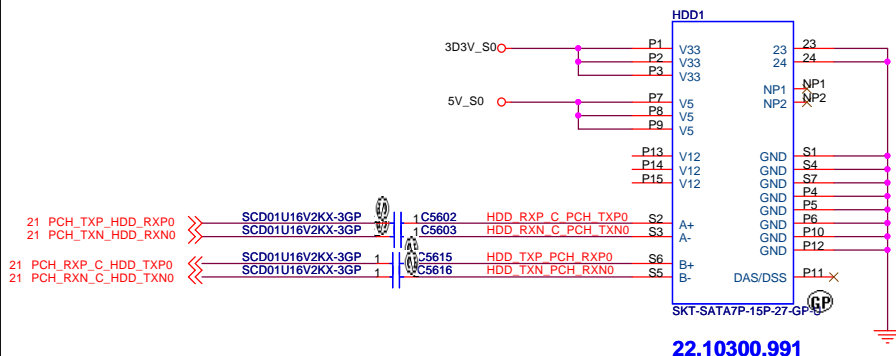 HDD1
3D3V_S0
P1 V33 23 23
P2 V33 24 24
P3 V33
NP1 NP1
5V_S0
P7 V5 NP2 NP2
P8 V5
P9 V5
P13 V12 GND S1
P14 V12 GND S4
P15 V12 GND S7
GND P4
GND P5
21 PCH_TXP_HDD_RXP0 SCD01U16V2KX-3GP 1 C5602 HDD_RXP_C_PCH_TXP0 S2 A+ GND P6
21 PCH_TXN_HDD_RXN0 SCD01U16V2KX-3GP 1 C5603 HDD_RXN_C_PCH_TXN0 S3 A- GND P10
GND P12
21 PCH_RXP_C_HDD_TXP0 SCD01U16V2KX-3GP 1 C5615 HDD_TXP_PCH_RXP0 S6 B+
21 PCH_RXN_C_HDD_TXN0 SCD01U16V2KX-3GP 1 C5616 HDD_TXN_PCH_RXN0 S5 B- DAS/DSS P11
GP
SKT-SATA7P-15P-27-GP-U
22.10300.991